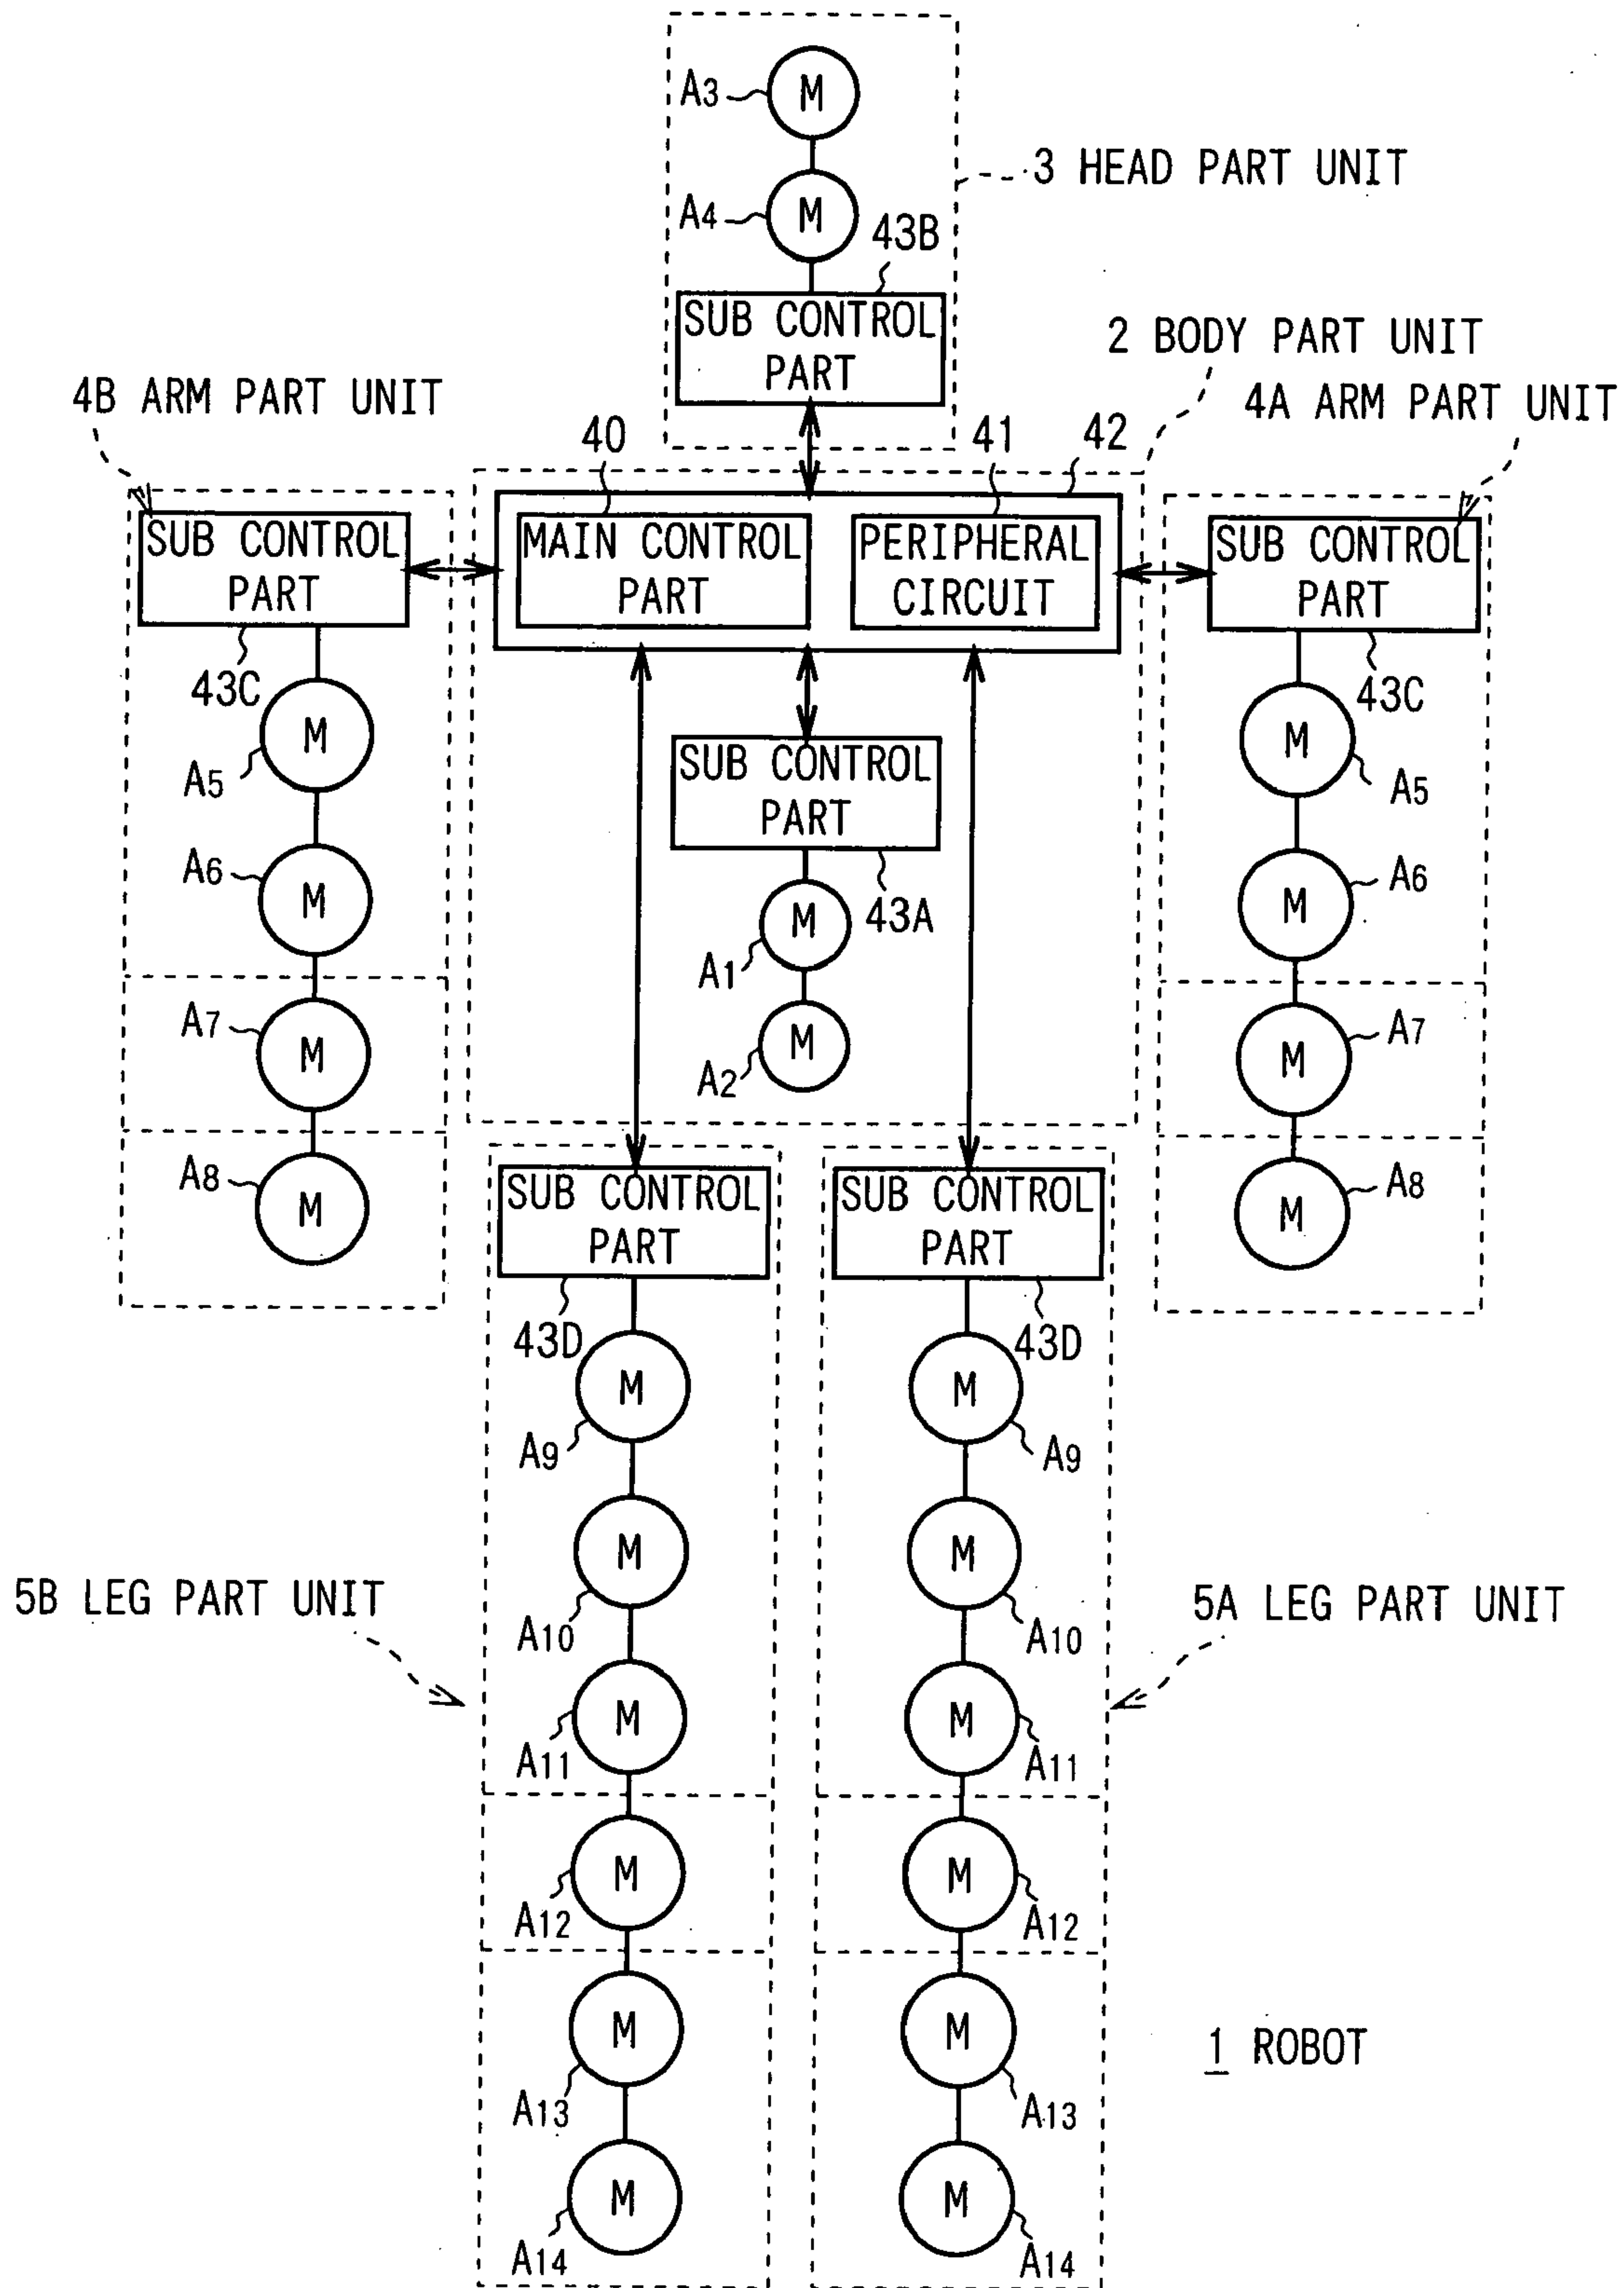 A3
M
3 HEAD PART UNIT
A4
M
43B
SUB CONTROL
PART
2 BODY PART UNIT
4B ARM PART UNIT
4A ARM PART UNIT
40
41
42
SUB CONTROL
PART
MAIN CONTROL
PART
PERIPHERAL
CIRCUIT
SUB CONTROL
PART
43C
43C
M
A5
M
A5
SUB CONTROL
PART
43A
A6
M
M
A6
M
A1
A7
M
M
A7
M
A2
A8
M
M
A8
SUB CONTROL
PART
SUB CONTROL
PART
43D
43D
M
A9
M
A9
M
A10
M
A10
5B LEG PART UNIT
5A LEG PART UNIT
M
A11
M
A11
M
A12
M
A12
M
A13
M
A13
1 ROBOT
M
A14
M
A14